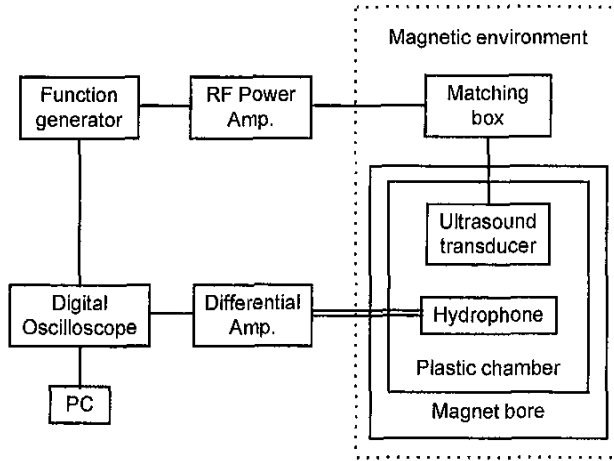 Magnetic environment
Function
generator
RF Power
Amp.
Matching
box
Ultrasound
transducer
Digital
Oscilloscope
Differential
Amp.
Hydrophone
Plastic chamber
PC
Magnet bore